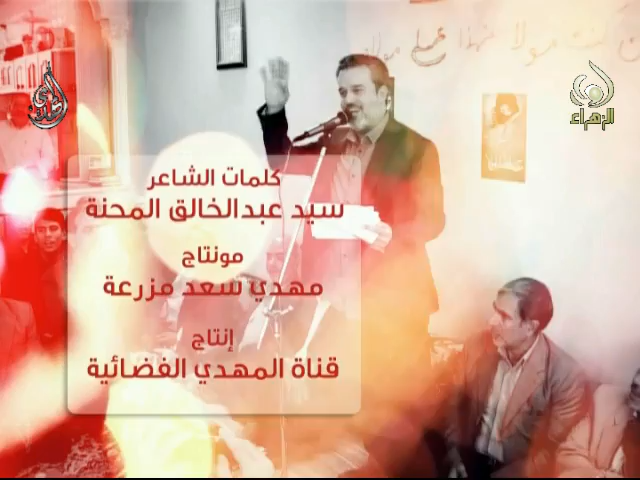 كلمات الشاعر
سيد عبدالخالق المحنة
مونتاج
مهدي سعد مزرعة
إنتاج
قناة المهدي الفضائية
الزهراء